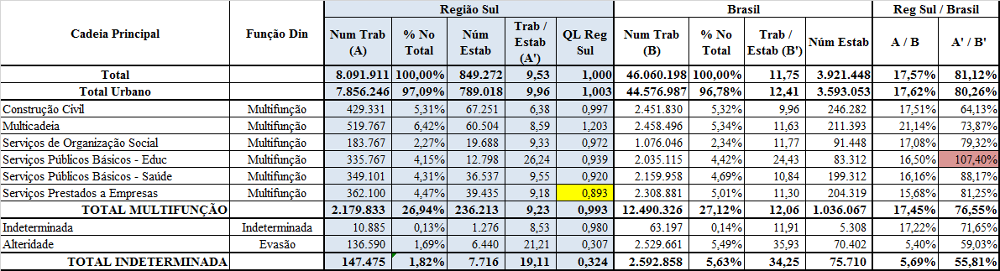 Cadeia Principal Função Din Região Sul Brasil Reg Sul / Brasil
Num Trab (A) % No Total Núm Estab Trab / Estab (A') QL Reg Sul Num Trab (B) % No Total Trab / Estab (B') Núm Estab A / B A' / B'
Total 8.091.911 100,00% 849.272 9,53 1,000 46.060.198 100,00% 11,75 3.921.448 17,57% 81,12%
Total Urbano 7.856.246 97,09% 789.018 9,96 1,003 44.576.987 96,78% 12,41 3.593.053 17,62% 80,26%
Construção Civil Multifunção 429.331 5,31% 67.251 6,38 0,997 2.451.830 5,32% 9,96 246.282 17,51% 64,13%
Multicadeia Multifunção 519.767 6,42% 60.504 8,59 1,203 2.458.496 5,34% 11,63 211.393 21,14% 73,87%
Serviços de Organização Social Multifunção 183.767 2,27% 19.688 9,33 0,972 1.076.046 2,34% 11,77 91.448 17,08% 79,32%
Serviços Públicos Básicos - Educ Multifunção 335.767 4,15% 12.798 26,24 0,939 2.035.115 4,42% 24,43 83.312 16,50% 107,40%
Serviços Públicos Básicos - Saúde Multifunção 349.101 4,31% 36.537 9,55 0,920 2.159.958 4,69% 10,84 199.312 16,16% 88,17%
Serviços Prestados a Empresas Multifunção 362.100 4,47% 39.435 9,18 0,893 2.308.881 5,01% 11,30 204.319 15,68% 81,25%
TOTAL MULTIFUNÇÃO 2.179.833 26,94% 236.213 9,23 0,993 12.490.326 27,12% 12,06 1.036.067 17,45% 76,55%
Indeterminada Indeterminada 10.885 0,13% 1.276 8,53 0,980 63.197 0,14% 11,91 5.308 17,22% 71,65%
Alteridade Evasão 136.590 1,69% 6.440 21,21 0,307 2.529.661 5,49% 35,93 70.402 5,40% 59,03%
TOTAL INDETERMINADA 147.475 1,82% 7.716 19,11 0,324 2.592.858 5,63% 34,25 75.710 5,69% 55,81%